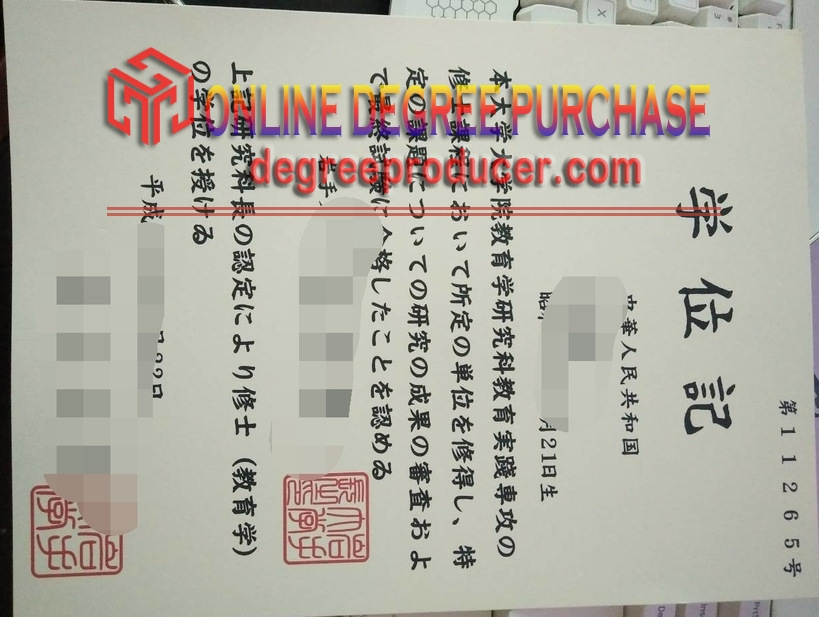 ONLINE DEGREE PURCHASE
degreeproducer.com
第11265号
学位記
中華人民共和国
月21日生
本大学大学院教育学研究科教育実践専攻の
修士課程において所定の単位を修得し、特
定の課題についての研究の成果の審査およ
最終試験に合格したことを認める
岩手
上記研究科長の認定により修士（教育学）
の学位を授ける
平成